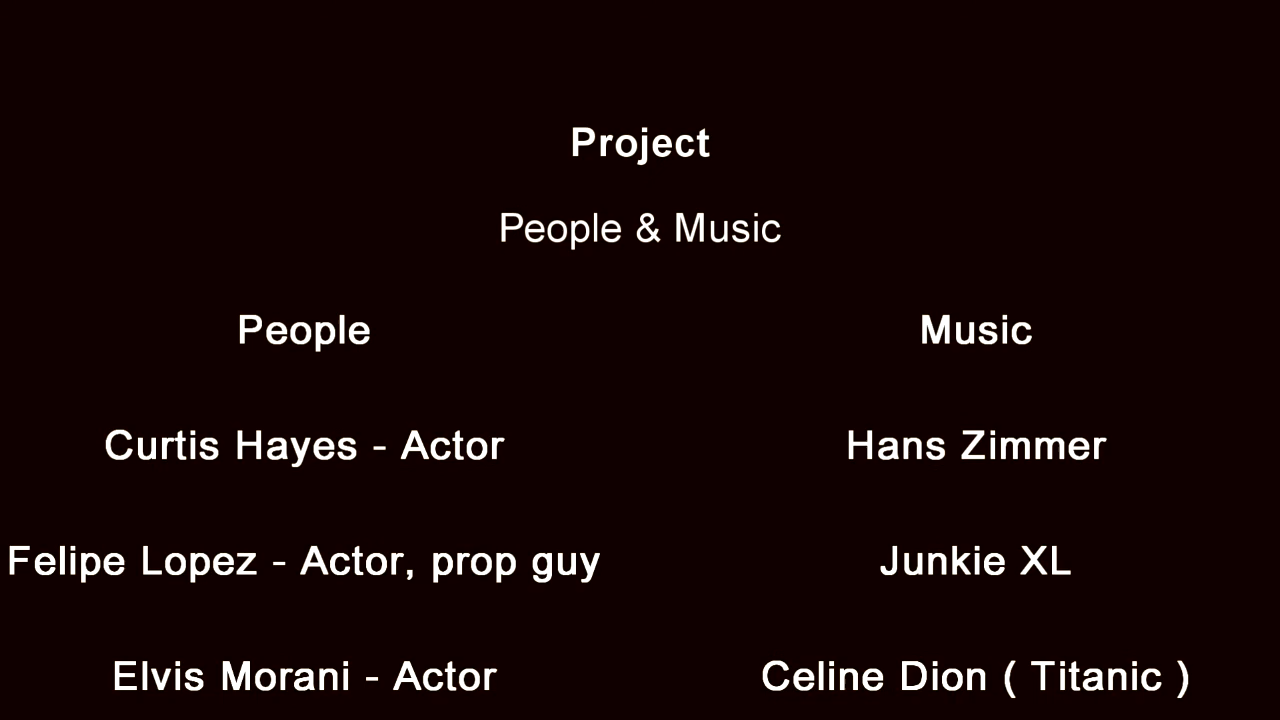 Project
People & Music
People
Music
Curtis Hayes - Actor
Hans Zimmer
Felipe Lopez - Actor, prop guy
Junkie XL
Elvis Morani - Actor
Celine Dion ( Titanic )